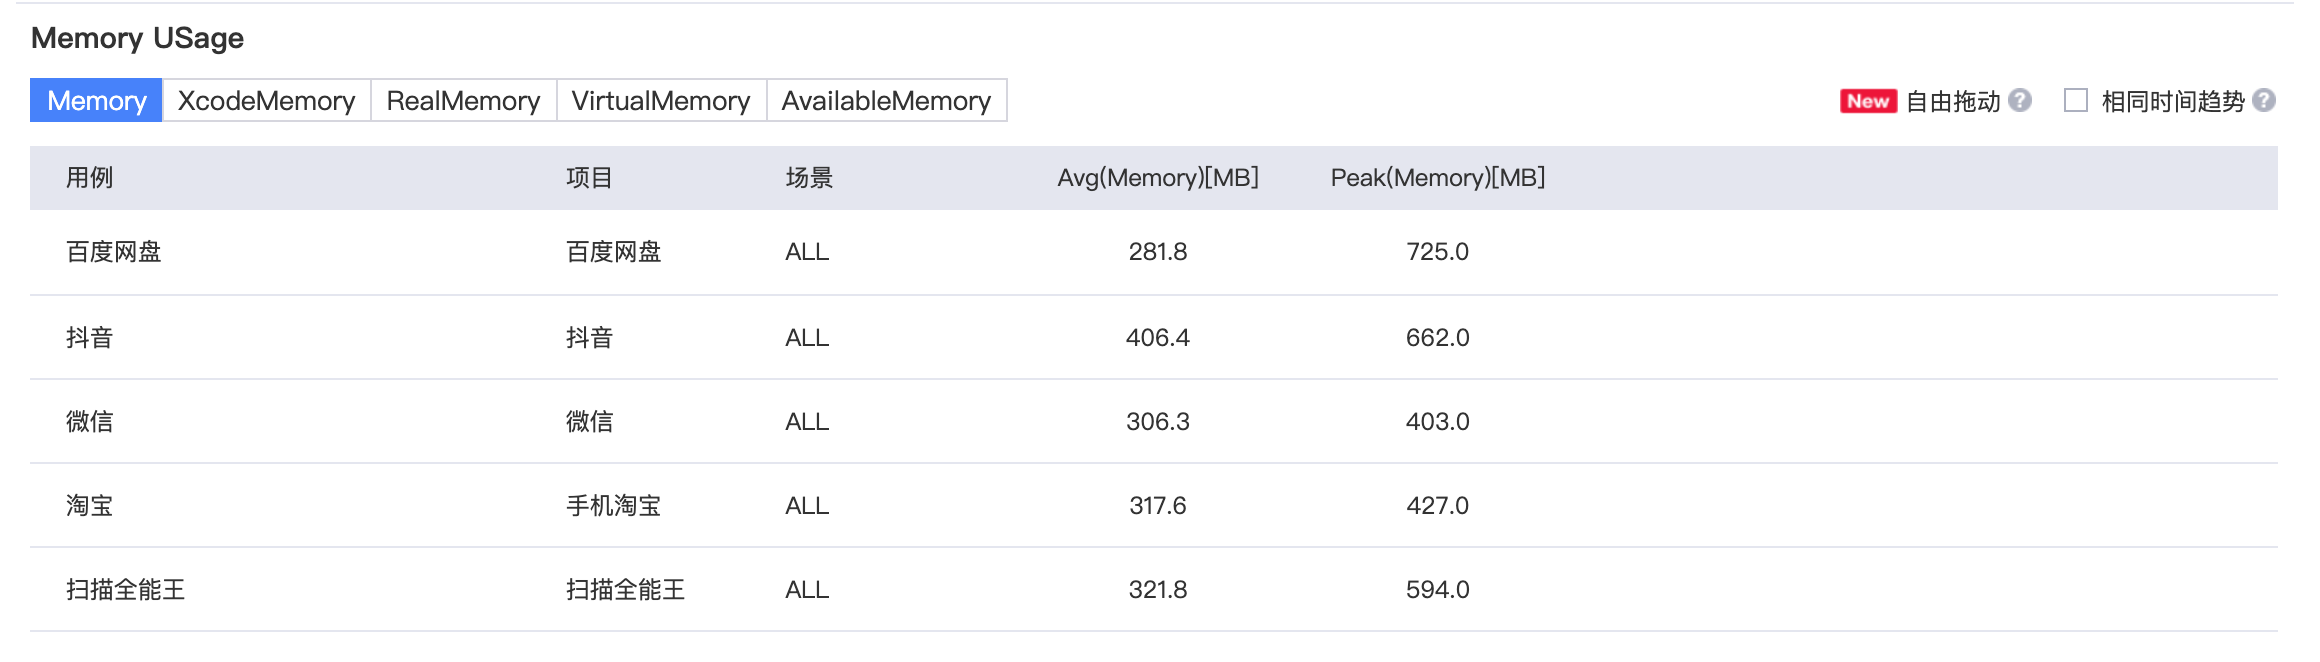 Memory USage
Memory XcodeMemory RealMemory VirtualMemory AvailableMemory New 自由拖动 ? 相同时间趋势 ?
用例 项目 场景 Avg(Memory)[MB] Peak(Memory)[MB]
百度网盘 百度网盘 ALL 281.8 725.0
抖音 抖音 ALL 406.4 662.0
微信 微信 ALL 306.3 403.0
淘宝 手机淘宝 ALL 317.6 427.0
扫描全能王 扫描全能王 ALL 321.8 594.0